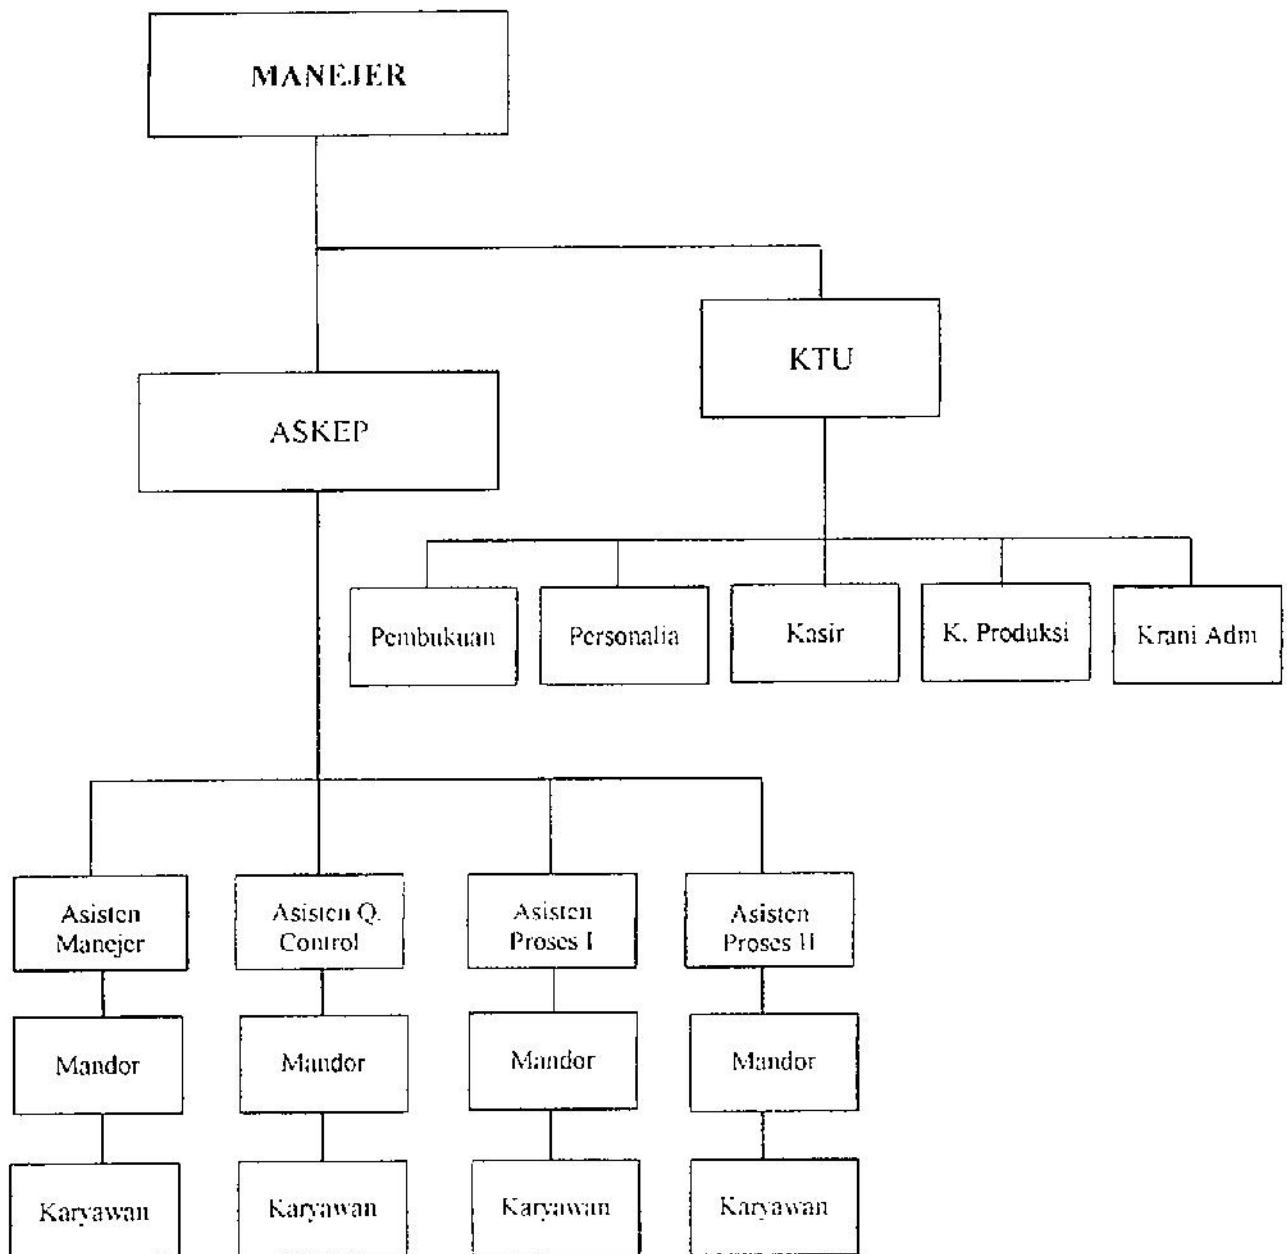 MANEJER
KTU
ASKEP
Pembukuan
Personalia
Kasir
K. Produksi
Krani Adm
Asisten
Manejer
Asisten Q.
Control
Asisten
Proses I
Asisten
Proses II
Mandor
Mandor
Mandor
Mandor
Karyawan
Karyawan
Karyawan
Karyawan